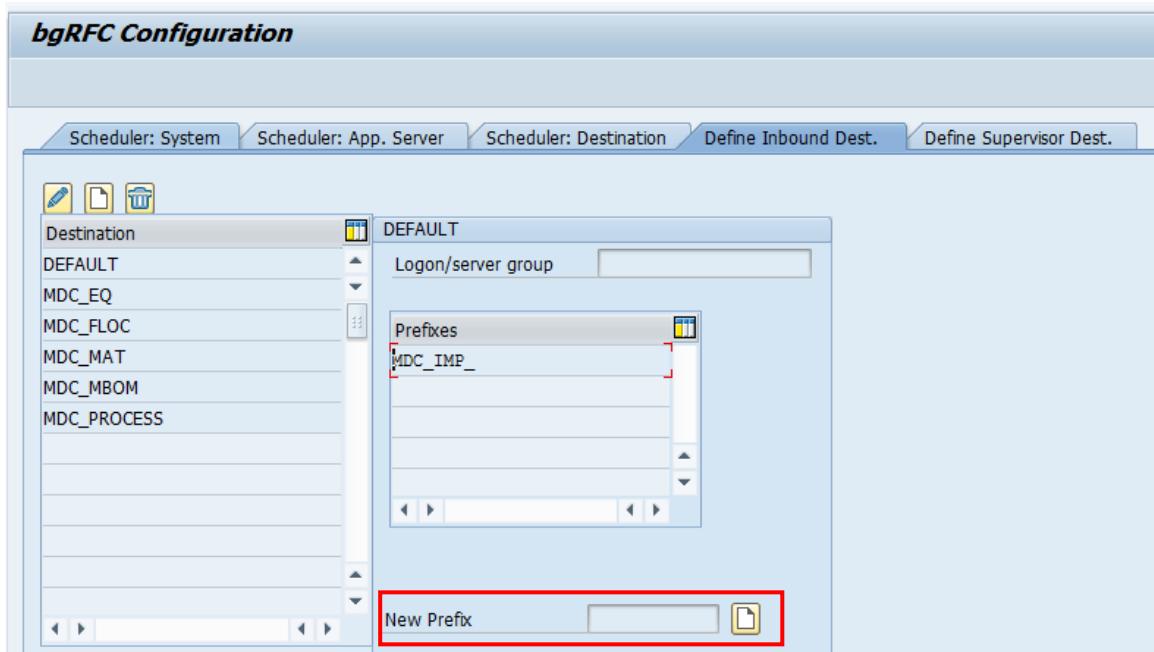 bgRFC Configuration
Scheduler: System Scheduler: App. Server Scheduler: Destination Define Inbound Dest. Define Supervisor Dest.
Destination
DEFAULT
MDC_EQ
MDC_FLOC
MDC_MAT
MDC_MBOM
MDC_PROCESS
DEFAULT
Logon/server group
Prefixes
MDC_IMP_
New Prefix